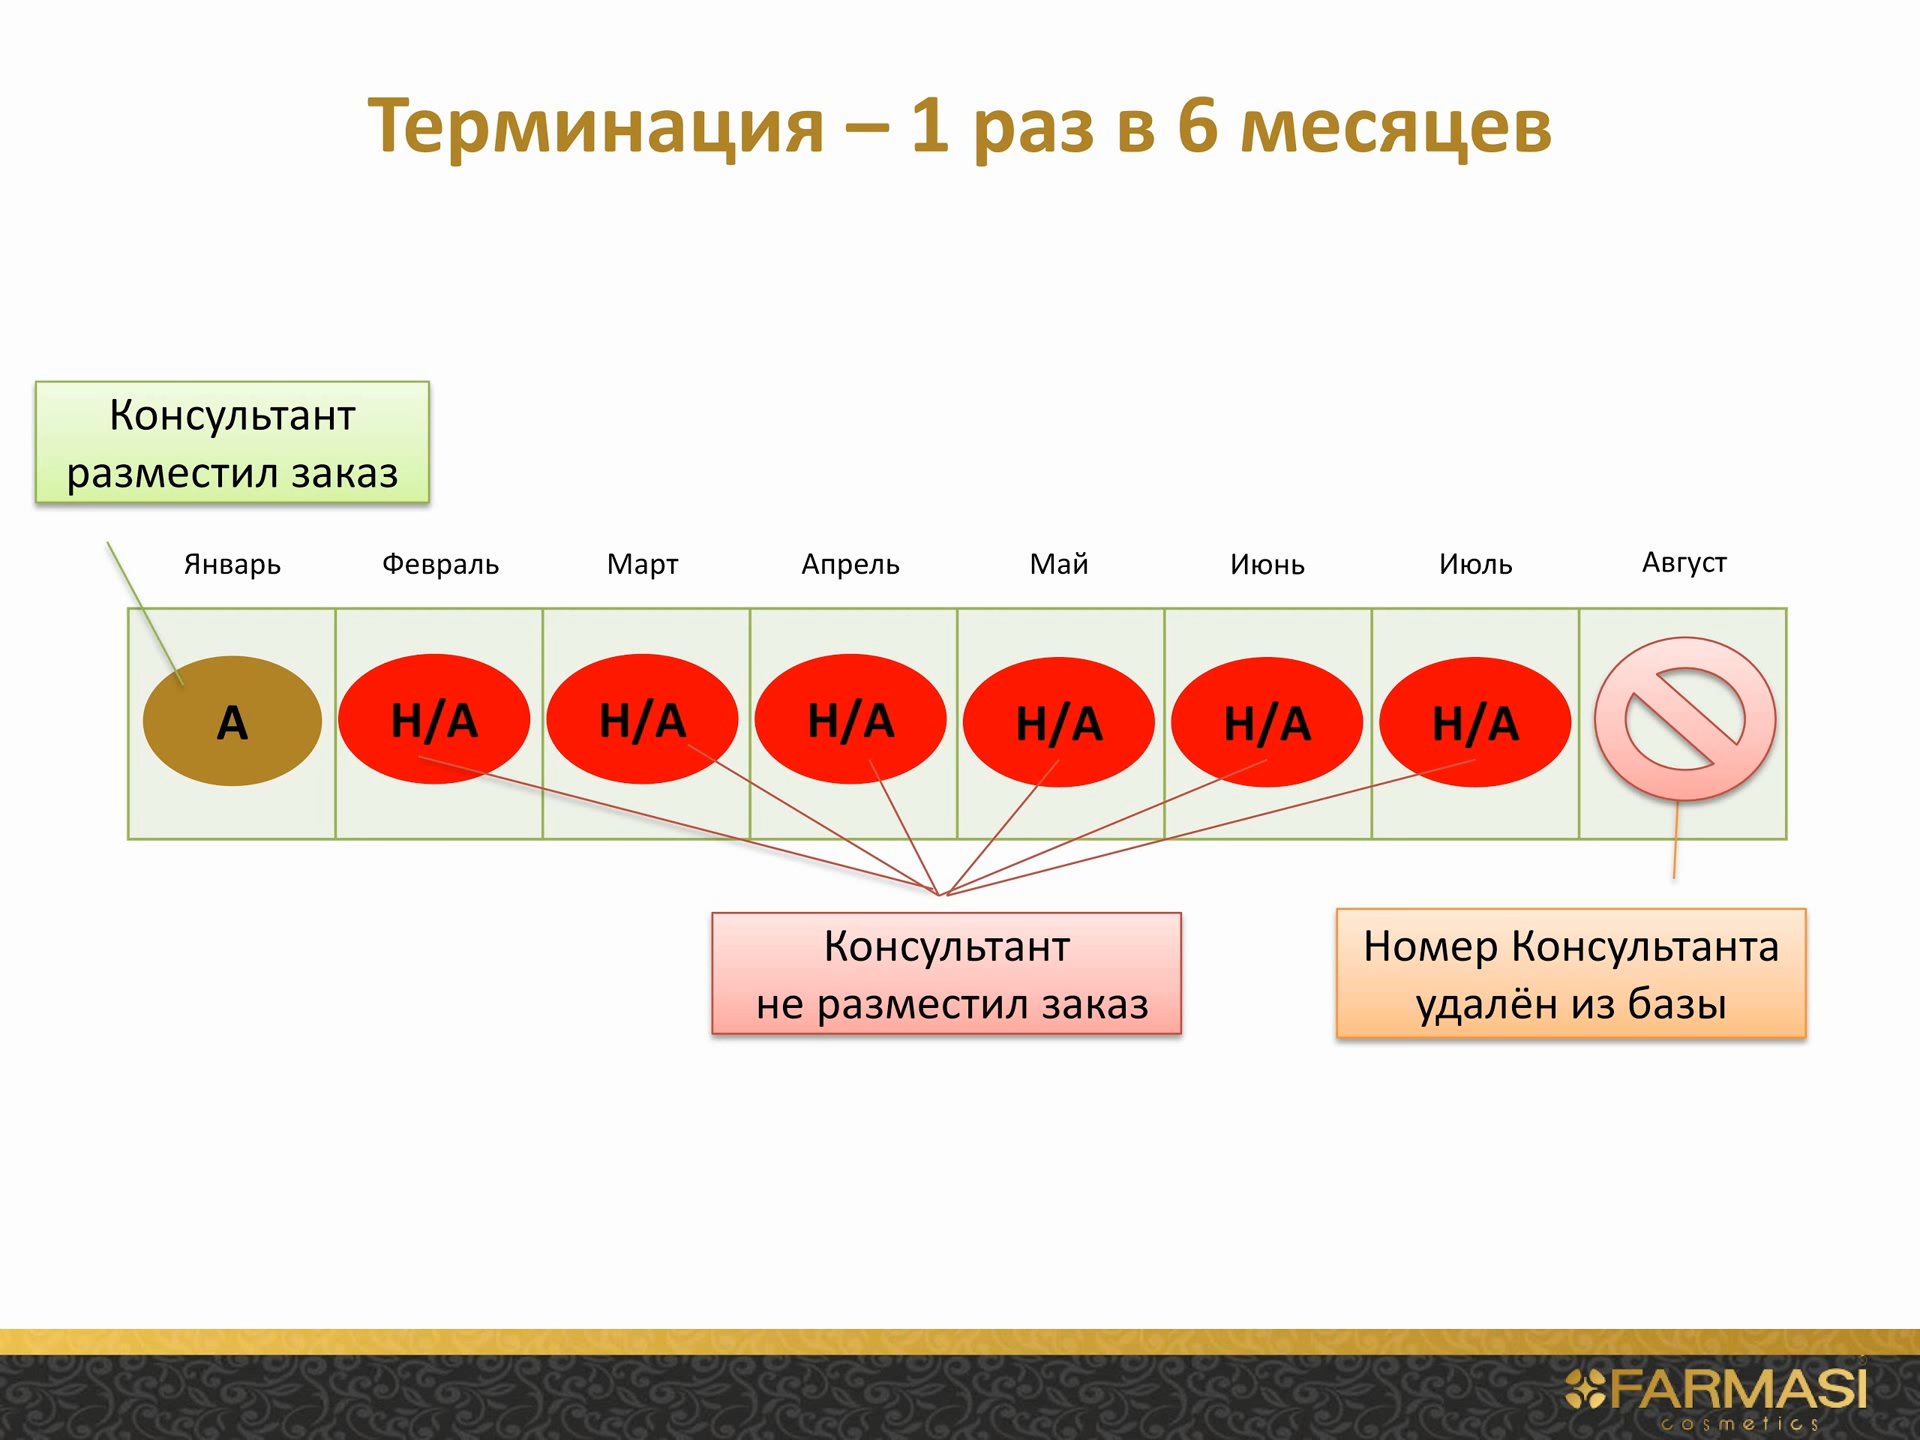 Терминация – 1 раз в 6 месяцев
Консультант
разместил заказ
Январь
Февраль
Март
Апрель
Май
Июнь
Июль
Август
А
Н/А
Н/А
Н/А
Н/А
Н/А
Н/А
Консультант
не разместил заказ
Номер Консультанта
удалён из базы
FARMASi
cosmetics